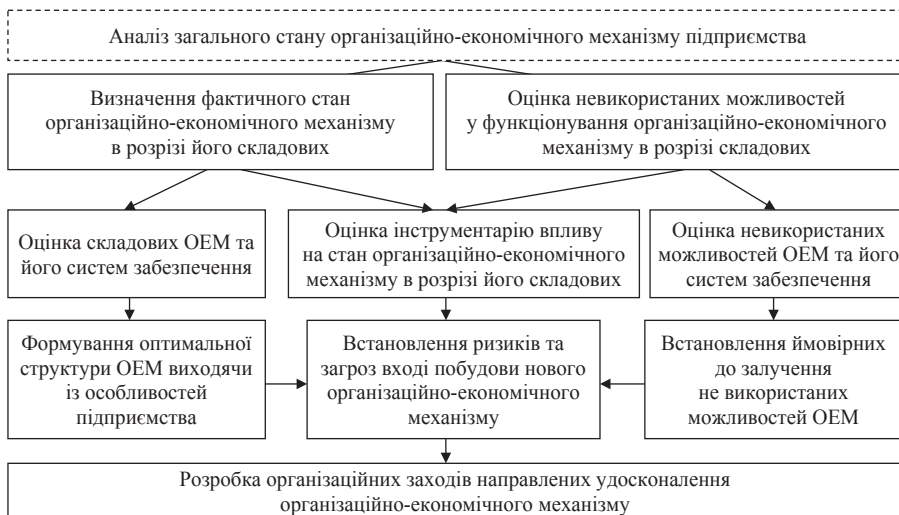 Аналіз загального стану організаційно-економічного механізму підприємства
Визначення фактичного стан
організаційно-економічного механізму
в розрізі його складових
Оцінка невикористаних можливостей
у функціонування організаційно-економічного
механізму в розрізі складових
Оцінка складових ОЕМ та
його систем забезпечення
Оцінка інструментарію впливу
на стан організаційно-економічного
механізму в розрізі його складових
Оцінка невикористаних
можливостей ОЕМ та його
систем забезпечення
Формування оптимальної
структури ОЕМ виходячи
із особливостей
підприємства
Встановлення ризиків та
загроз вході побудови нового
організаційно-економічного
механізму
Встановлення ймовірних
до залучення
не використаних
можливостей ОЕМ
Розробка організаційних заходів направлених удосконалення
організаційно-економічного механізму